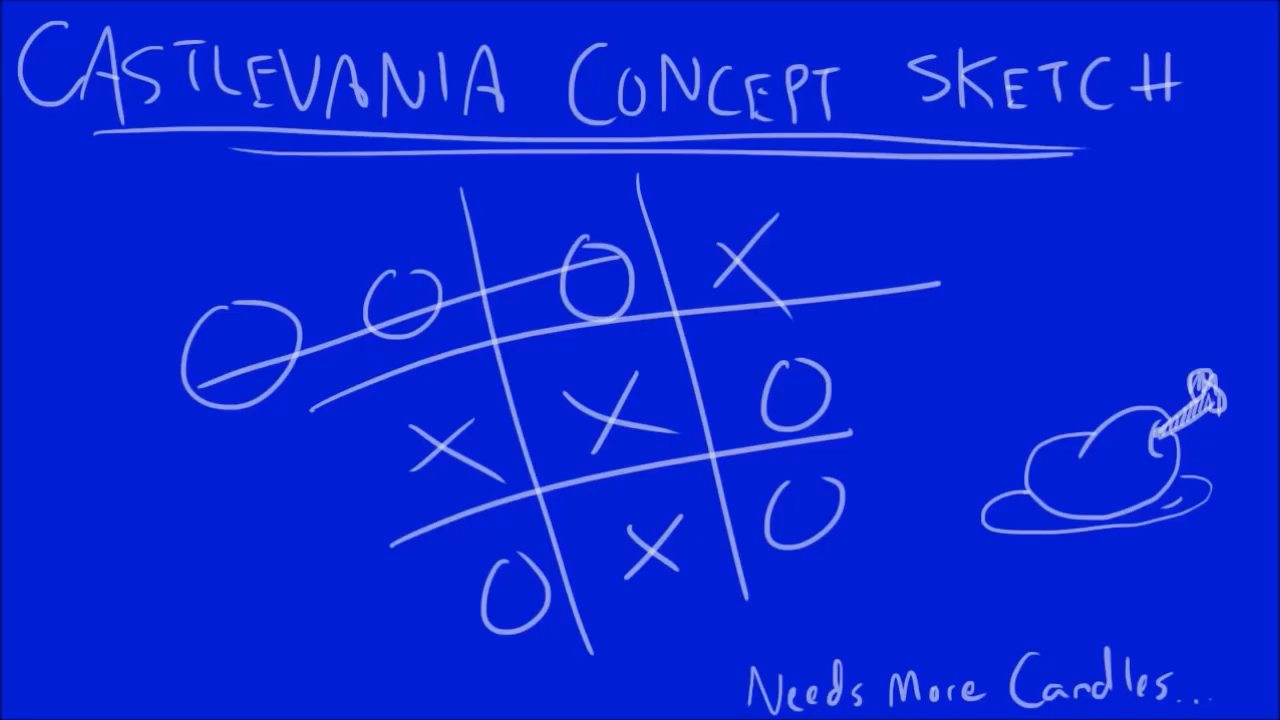 CASTLEVANIA CONCEPT SKETCH
O O O X
X X O
O X O
Needs More Candles...